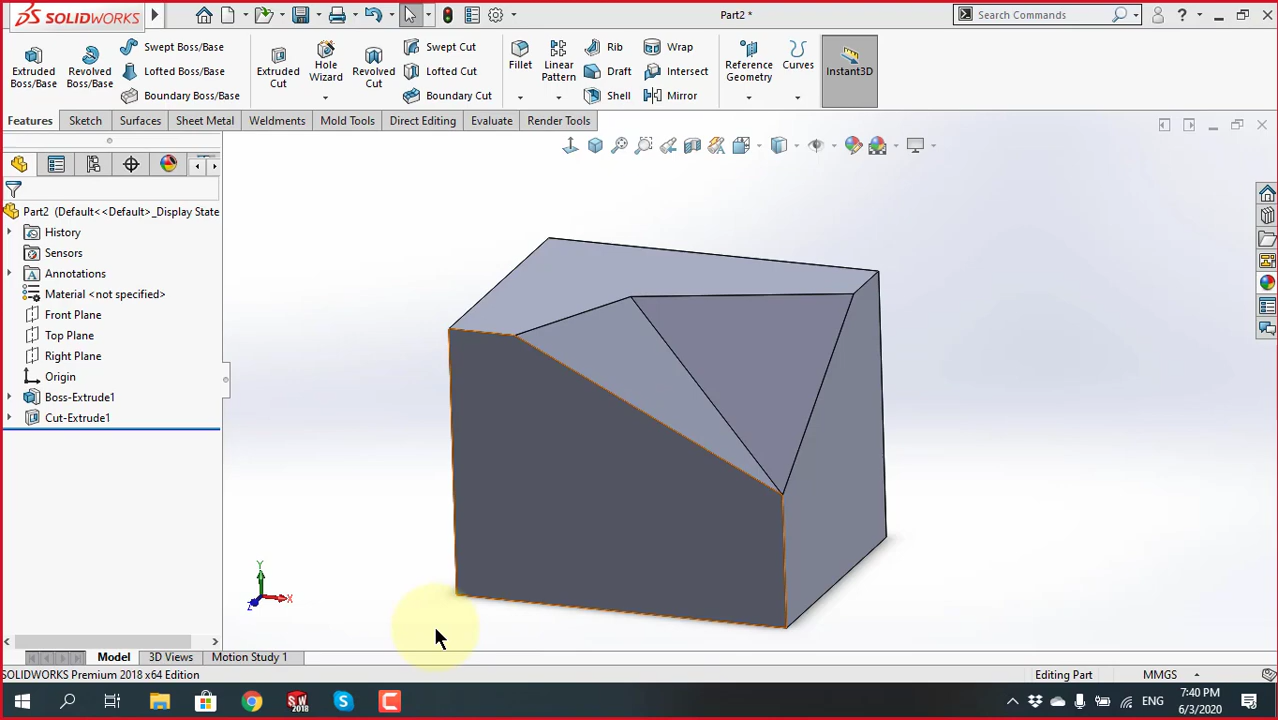 SOLIDWORKS
Part2 *
Search Commands
?
Extruded Boss/Base
Revolved Boss/Base
Swept Boss/Base
Lofted Boss/Base
Boundary Boss/Base
Extruded Cut
Hole Wizard
Revolved Cut
Swept Cut
Lofted Cut
Boundary Cut
Fillet
Linear Pattern
Rib
Draft
Shell
Wrap
Intersect
Mirror
Reference Geometry
Curves
Instant3D
Features
Sketch
Surfaces
Sheet Metal
Weldments
Mold Tools
Direct Editing
Evaluate
Render Tools
Part2 (Default<<Default>_Display State
History
Sensors
Annotations
Material <not specified>
Front Plane
Top Plane
Right Plane
Origin
Boss-Extrude1
Cut-Extrude1
Y
X
Z
Model
3D Views
Motion Study 1
SOLIDWORKS Premium 2018 x64 Edition
Editing Part
MMGS
SW
2018
ENG
7:40 PM
6/3/2020